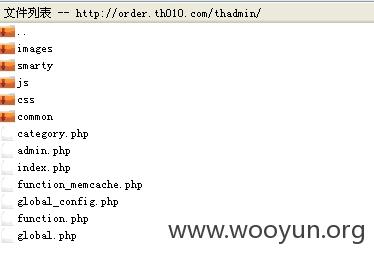 文件列表 -- http://order.th010.com/thadmin/
..
images
smarty
js
css
common
category.php
admin.php
index.php
function_memcache.php
global_config.php
function.php
global.php
www.wooyun.org